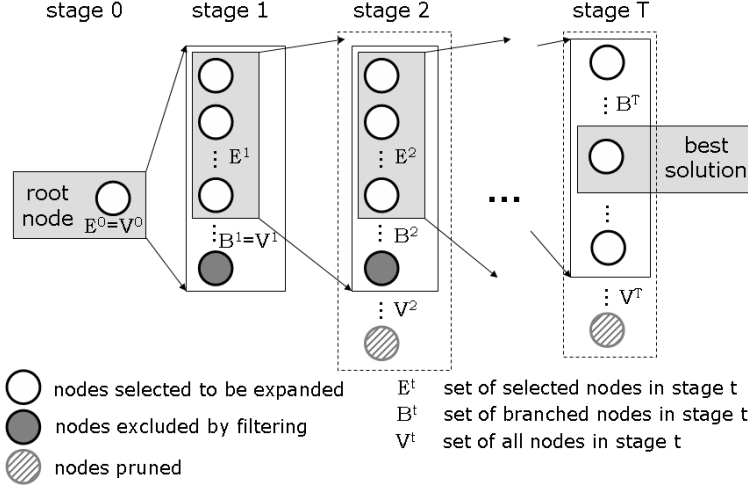 stage 0 stage 1 stage 2 stage T
Bᵀ
E¹ E² best
solution
root
node
E⁰=V⁰
B¹=V¹ B²
...
V² Vᵀ
nodes selected to be expanded
nodes excluded by filtering
nodes pruned
Eᵗ set of selected nodes in stage t
Bᵗ set of branched nodes in stage t
Vᵗ set of all nodes in stage t